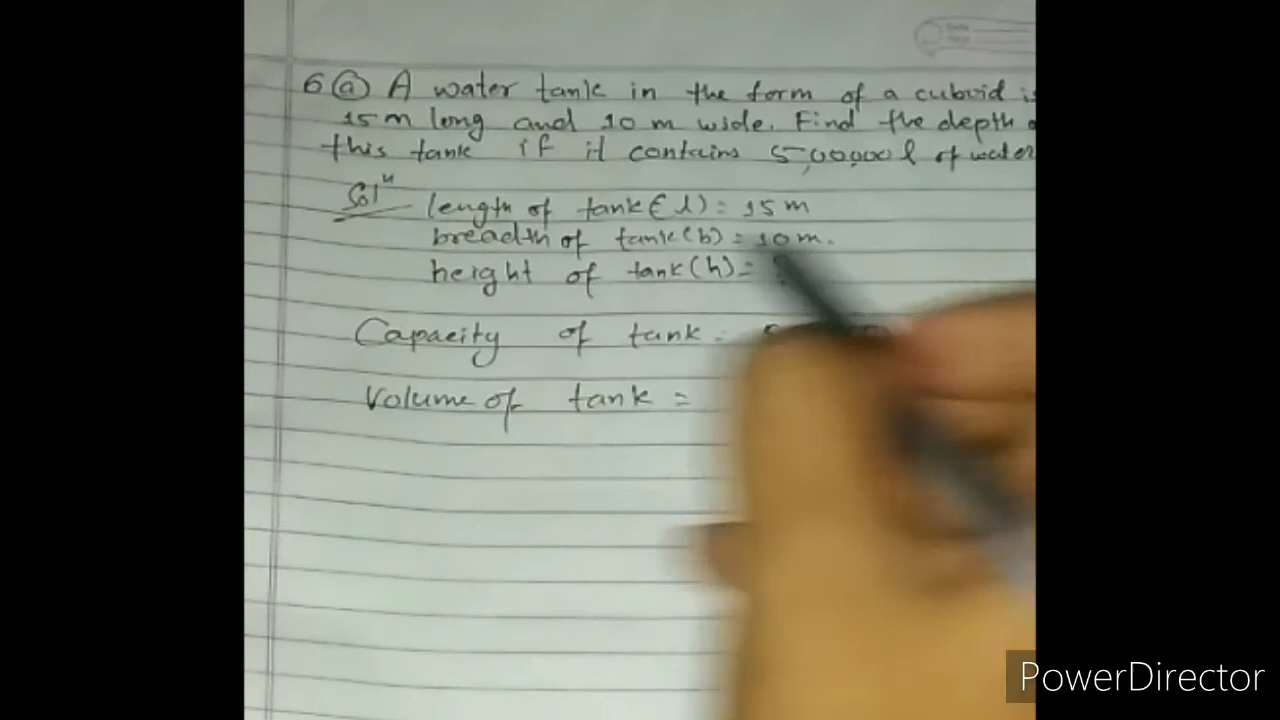 6 (a) A water tank in the form of a cuboid is
15 m long and 10 m wide. Find the depth
this tank if it contains 5,00,000 l of water
Solⁿ length of tank (l) = 15 m
breadth of tank (b) = 10 m.
height of tank (h) = ?
Capacity of tank =
Volume of tank =
PowerDirector